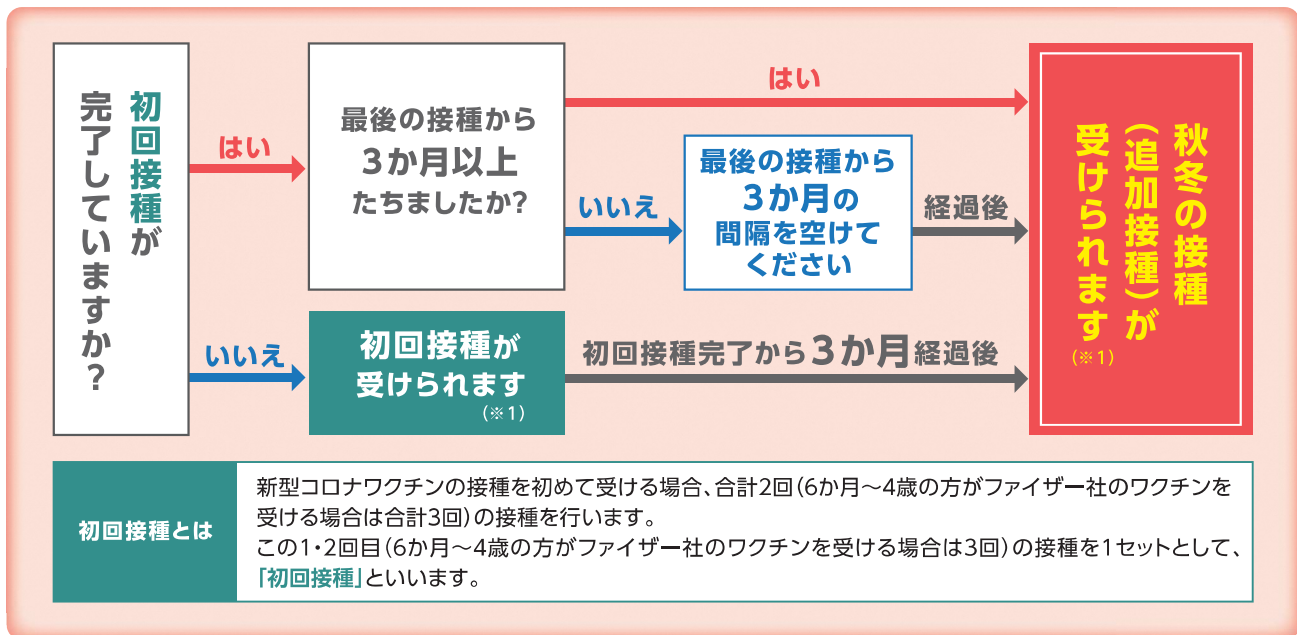 初回接種が
完了していますか？
はい
いいえ
最後の接種から
3か月以上
たちましたか？
はい
いいえ
最後の接種から
3か月の
間隔を空けて
ください
経過後
初回接種が
受けられます
（※1）
初回接種完了から3か月経過後
秋冬の接種
（追加接種）が
受けられます
（※1）
初回接種とは
新型コロナワクチンの接種を初めて受ける場合、合計2回（6か月～4歳の方がファイザー社のワクチンを
受ける場合は合計3回）の接種を行います。
この1・2回目（6か月～4歳の方がファイザー社のワクチンを受ける場合は3回）の接種を1セットとして、
「初回接種」といいます。